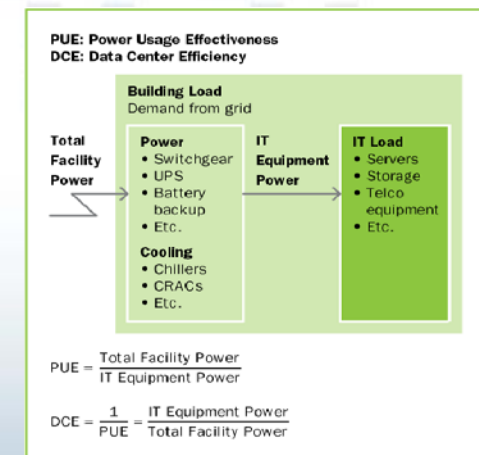 PUE: Power Usage Effectiveness
DCE: Data Center Efficiency
Building Load
Demand from grid
Total
Facility
Power
Power
• Switchgear
• UPS
• Battery
backup
• Etc.
Cooling
• Chillers
• CRACs
• Etc.
IT
Equipment
Power
IT Load
• Servers
• Storage
• Telco
equipment
• Etc.
PUE = Total Facility Power / IT Equipment Power
DCE = 1 / PUE = IT Equipment Power / Total Facility Power